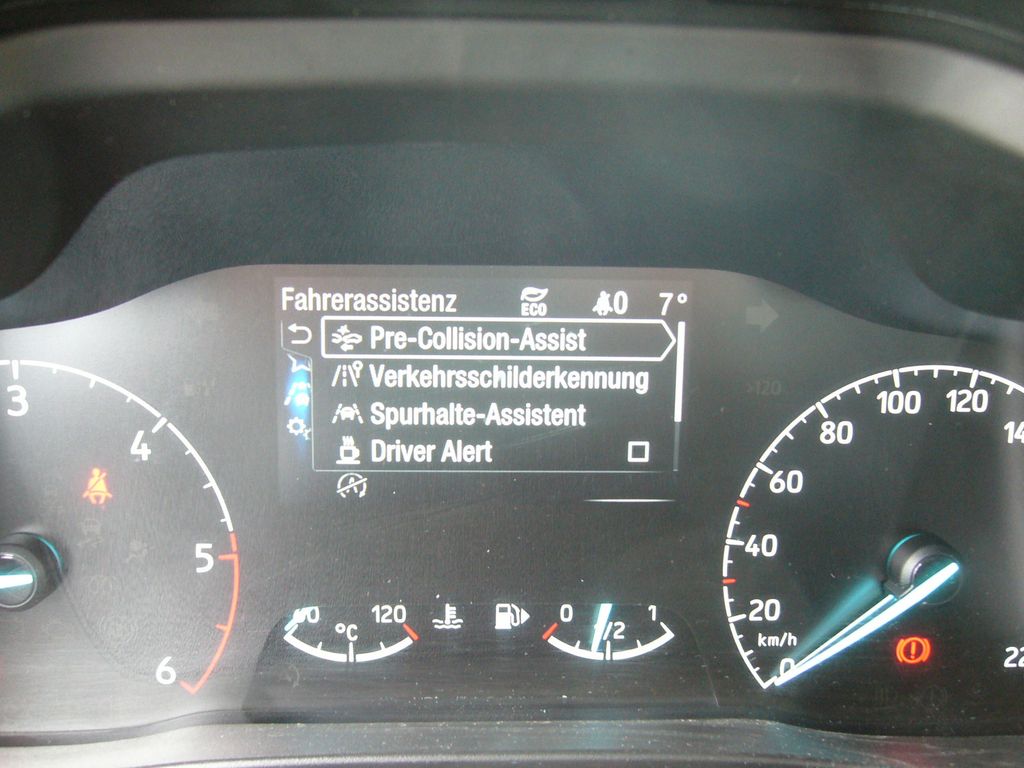 Fahrerassistenz ECO 0 7°
Pre-Collision-Assist
Verkehrsschilderkennung
Spurhalte-Assistent
Driver Alert
A
3
4
5
6
120
°C
0
1/2
1
0
20
40
60
80
100
120
km/h